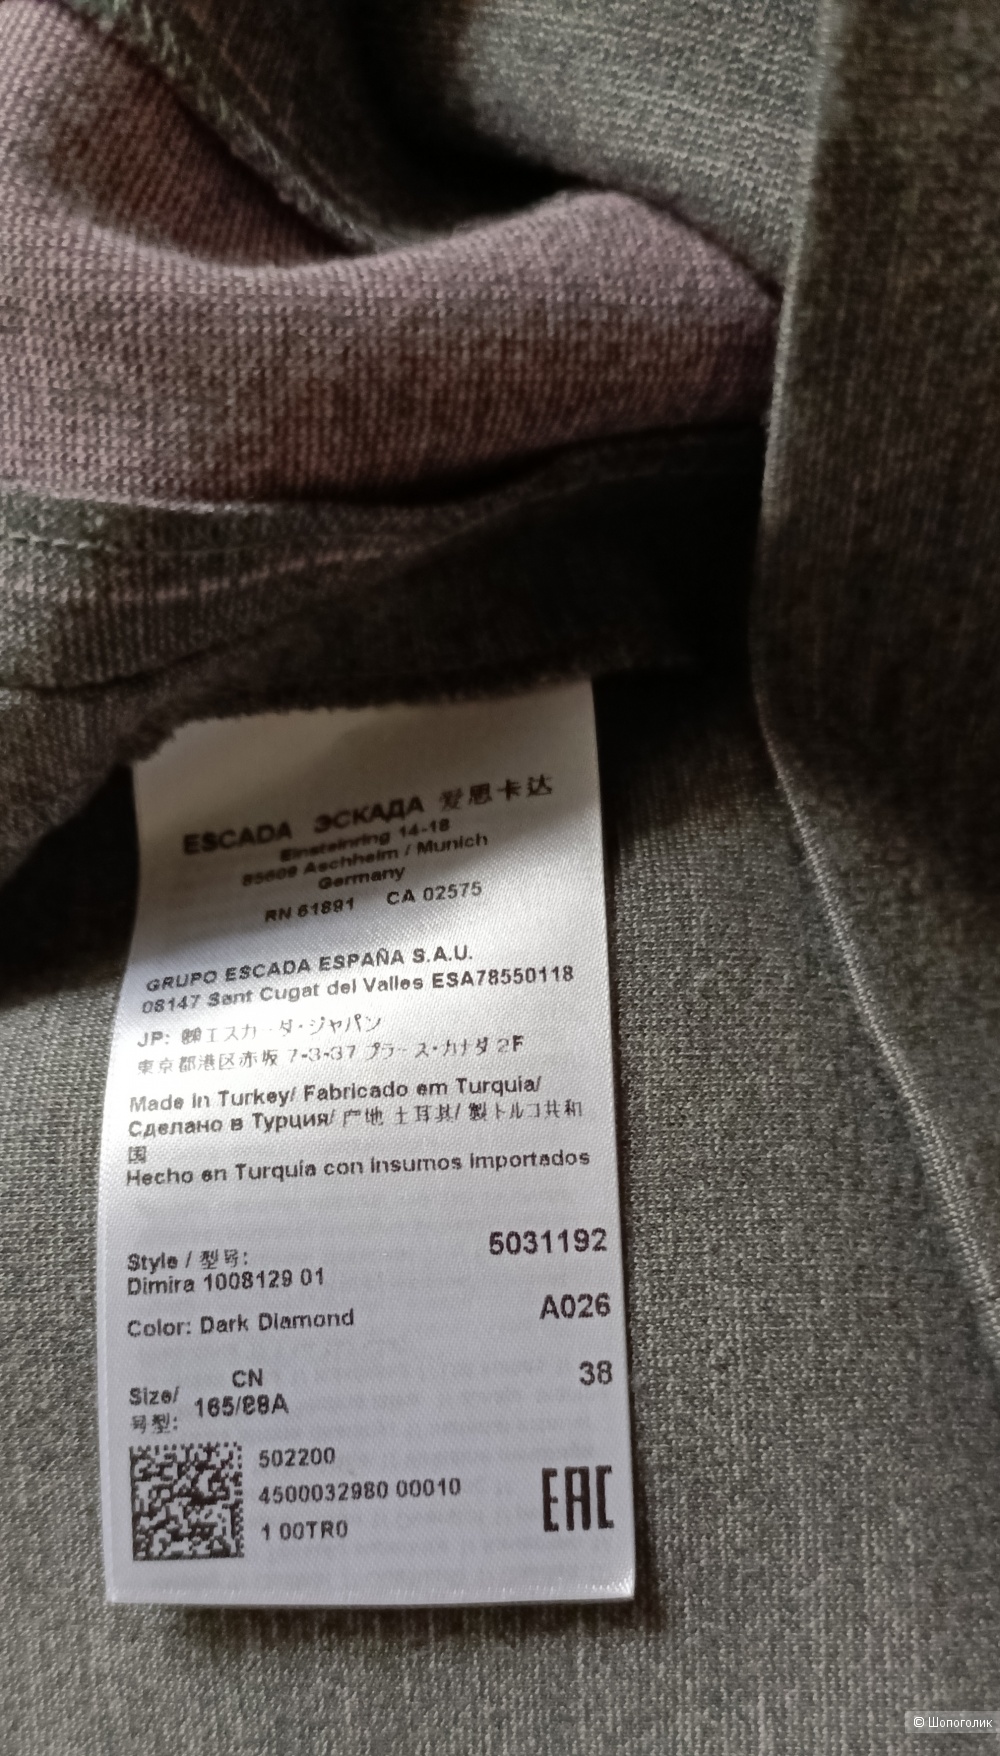 ESCADA ЭСКАДА 爱思卡达
Einsteinring 14-18
85609 Aschheim / Munich
Germany
RN 61891 CA 02575
GRUPO ESCADA ESPAÑA S.A.U.
08147 Sant Cugat del Valles ESA78550118
JP: ㈱エスカーダ・ジャパン
東京都港区赤坂 7-3-37 プラース・カナダ 2F
Made in Turkey/ Fabricado em Turquia/
Сделано в Турция/ 产地 土耳其/ 製トルコ共和
国
Hecho en Turquía con insumos importados
Style / 型号: 5031192
Dimira 1008129 01
Color: Dark Diamond A026
Size/ CN 38
号型: 165/88A
502200
4500032980 00010
1 00TR0
EAC
© Шопоголик